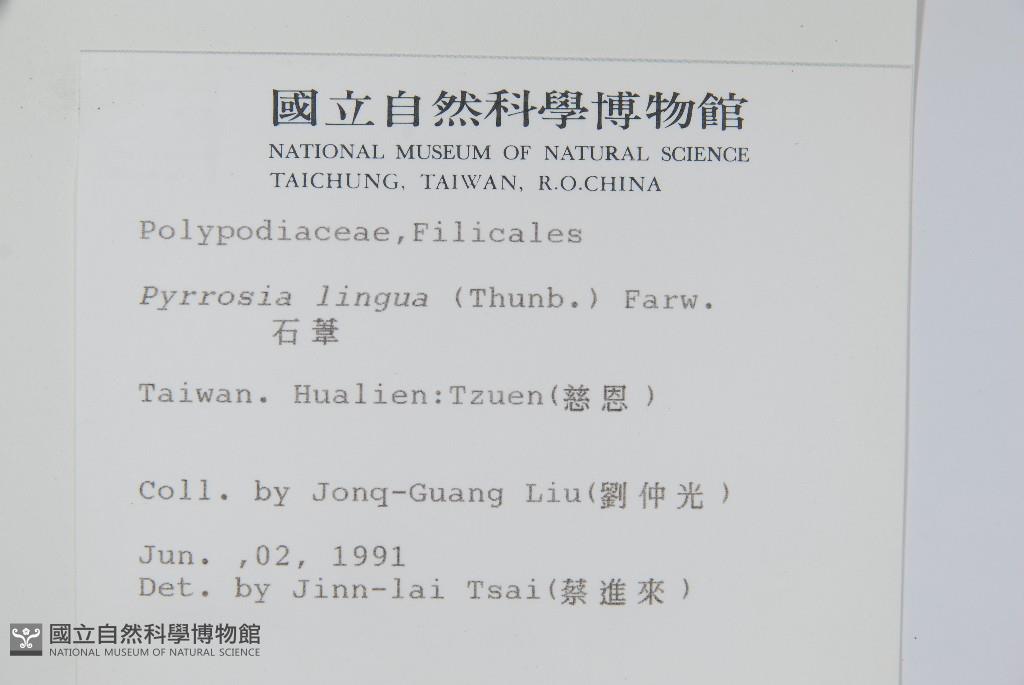 國立自然科學博物館
NATIONAL MUSEUM OF NATURAL SCIENCE
TAICHUNG, TAIWAN, R.O.CHINA
Polypodiaceae,Filicales
Pyrrosia lingua (Thunb.) Farw.
石葦
Taiwan. Hualien:Tzuen(慈恩)
Coll. by Jonq-Guang Liu(劉仲光)
Jun. ,02, 1991
Det. by Jinn-lai Tsai(蔡進來)
國立自然科學博物館
NATIONAL MUSEUM OF NATURAL SCIENCE